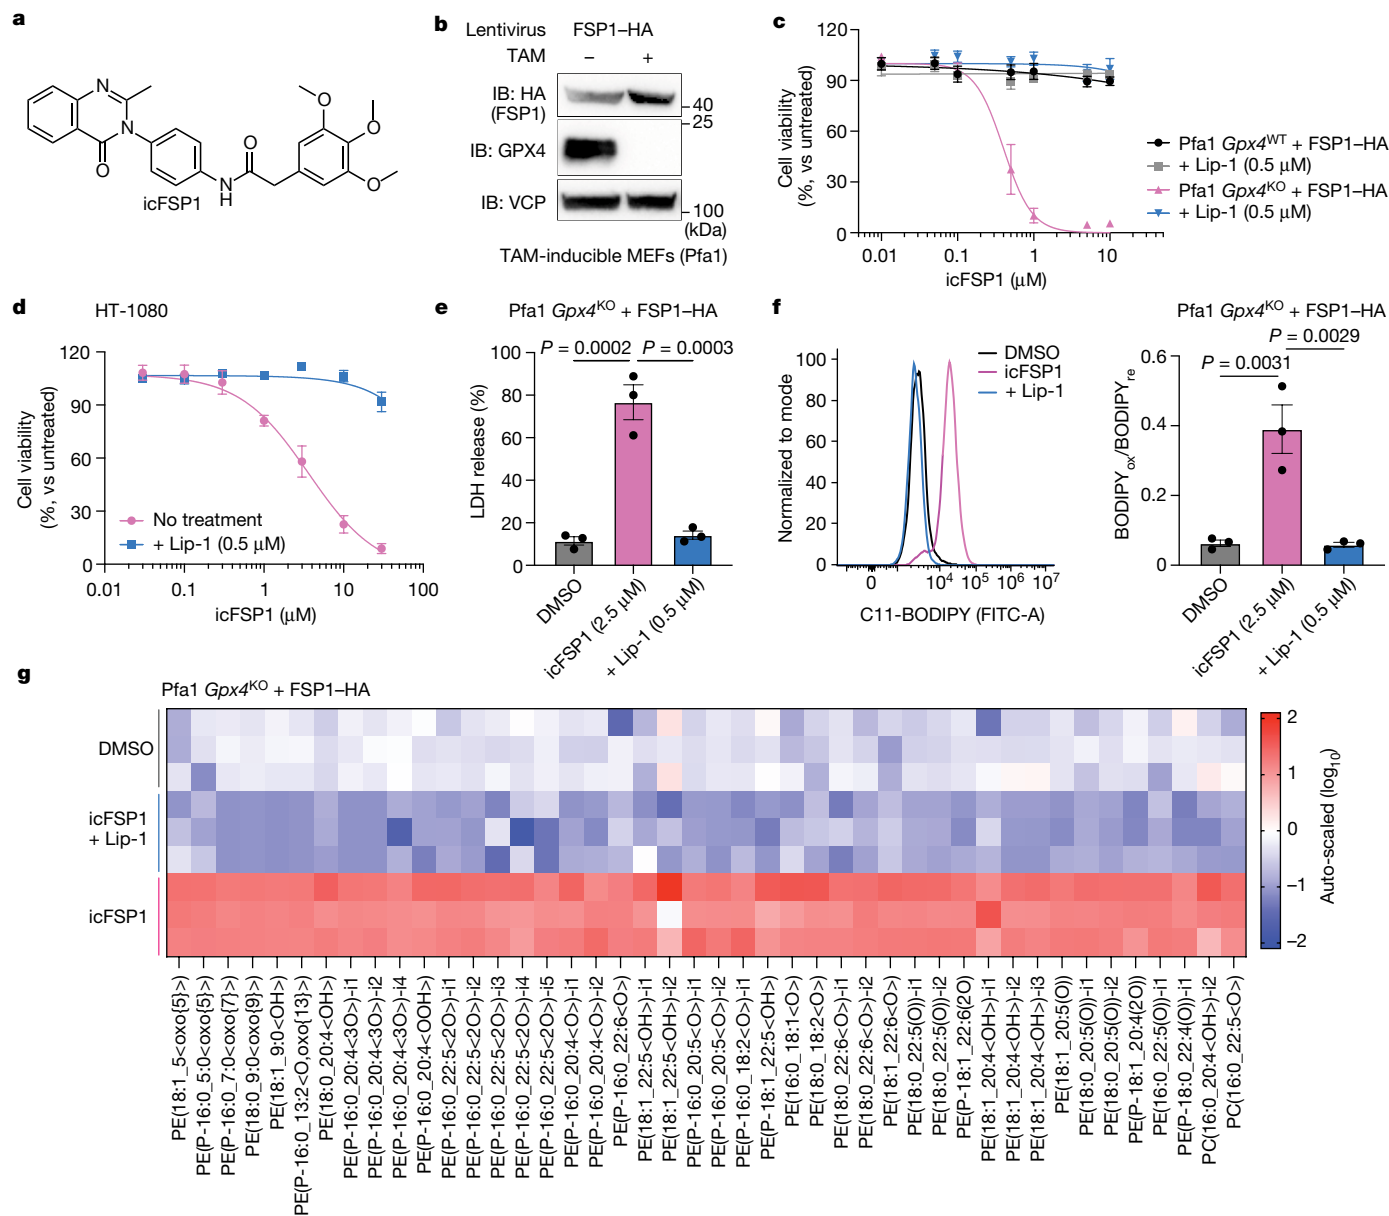 a
N
N
O
N
H
O
O
O
O
icFSP1
b
Lentivirus FSP1–HA
TAM – +
IB: HA
(FSP1)
40
25
IB: GPX4
IB: VCP
100
(kDa)
TAM-inducible MEFs (Pfa1)
c
Cell viability
(%, vs untreated)
120
90
60
30
0
0.01 0.1 1 10
icFSP1 (μM)
Pfa1 Gpx4WT + FSP1–HA
+ Lip-1 (0.5 μM)
Pfa1 Gpx4KO + FSP1–HA
+ Lip-1 (0.5 μM)
d
HT-1080
Cell viability
(%, vs untreated)
120
90
60
30
0
No treatment
+ Lip-1 (0.5 μM)
0.01 0.1 1 10 100
icFSP1 (μM)
e
Pfa1 Gpx4KO + FSP1–HA
P = 0.0002 P = 0.0003
LDH release (%)
100
80
60
40
20
0
DMSO
icFSP1 (2.5 μM)
+ Lip-1 (0.5 μM)
f
DMSO
icFSP1
+ Lip-1
Normalized to mode
100
80
60
40
20
0
0 104 105 106 107
C11-BODIPY (FITC-A)
Pfa1 Gpx4KO + FSP1–HA
P = 0.0029
P = 0.0031
BODIPYox/BODIPYre
0.6
0.4
0.2
0
DMSO
icFSP1 (2.5 μM)
+ Lip-1 (0.5 μM)
g
Pfa1 Gpx4KO + FSP1–HA
DMSO
icFSP1
+ Lip-1
icFSP1
2
1
0
−1
−2
Auto-scaled (log10)
PE(18:1_5<oxo{5}>)
PE(P-16:0_5:0<oxo{5}>)
PE(P-16:0_7:0<oxo{7}>)
PE(18:0_9:0<oxo{9}>)
PE(18:1_9:0<OH>)
PE(P-16:0_13:2<O,oxo{13}>)
PE(18:0_20:4<OH>)
PE(P-16:0_20:4<3O>)-i1
PE(P-16:0_20:4<3O>)-i2
PE(P-16:0_20:4<3O>)-i4
PE(P-16:0_20:4<OOH>)
PE(P-16:0_22:5<2O>)-i1
PE(P-16:0_22:5<2O>)-i2
PE(P-16:0_22:5<2O>)-i3
PE(P-16:0_22:5<2O>)-i4
PE(P-16:0_22:5<2O>)-i5
PE(P-16:0_20:4<O>)-i1
PE(P-16:0_20:4<O>)-i2
PE(P-16:0_22:6<O>)
PE(18:1_22:5<OH>)-i1
PE(18:1_22:5<OH>)-i2
PE(P-16:0_20:5<O>)-i1
PE(P-16:0_20:5<O>)-i2
PE(P-16:0_18:2<O>)-i1
PE(P-18:1_22:5<OH>)
PE(16:0_18:1<O>)
PE(18:0_18:2<O>)
PE(18:0_22:6<O>)-i1
PE(18:0_22:6<O>)-i2
PE(18:1_22:6<O>)
PE(18:0_22:5(O))-i1
PE(18:0_22:5(O))-i2
PE(P-18:1_22:6(2O)
PE(18:1_20:4<OH>)-i1
PE(18:1_20:4<OH>)-i2
PE(18:1_20:4<OH>)-i3
PE(18:1_20:5(O))
PE(18:0_20:5(O))-i1
PE(18:0_20:5(O))-i2
PE(P-18:1_20:4(2O))
PE(16:0_22:5(O))-i1
PE(P-18:0_22:4(O))-i1
PC(16:0_20:4<OH>)-i2
PC(16:0_22:5<O>)